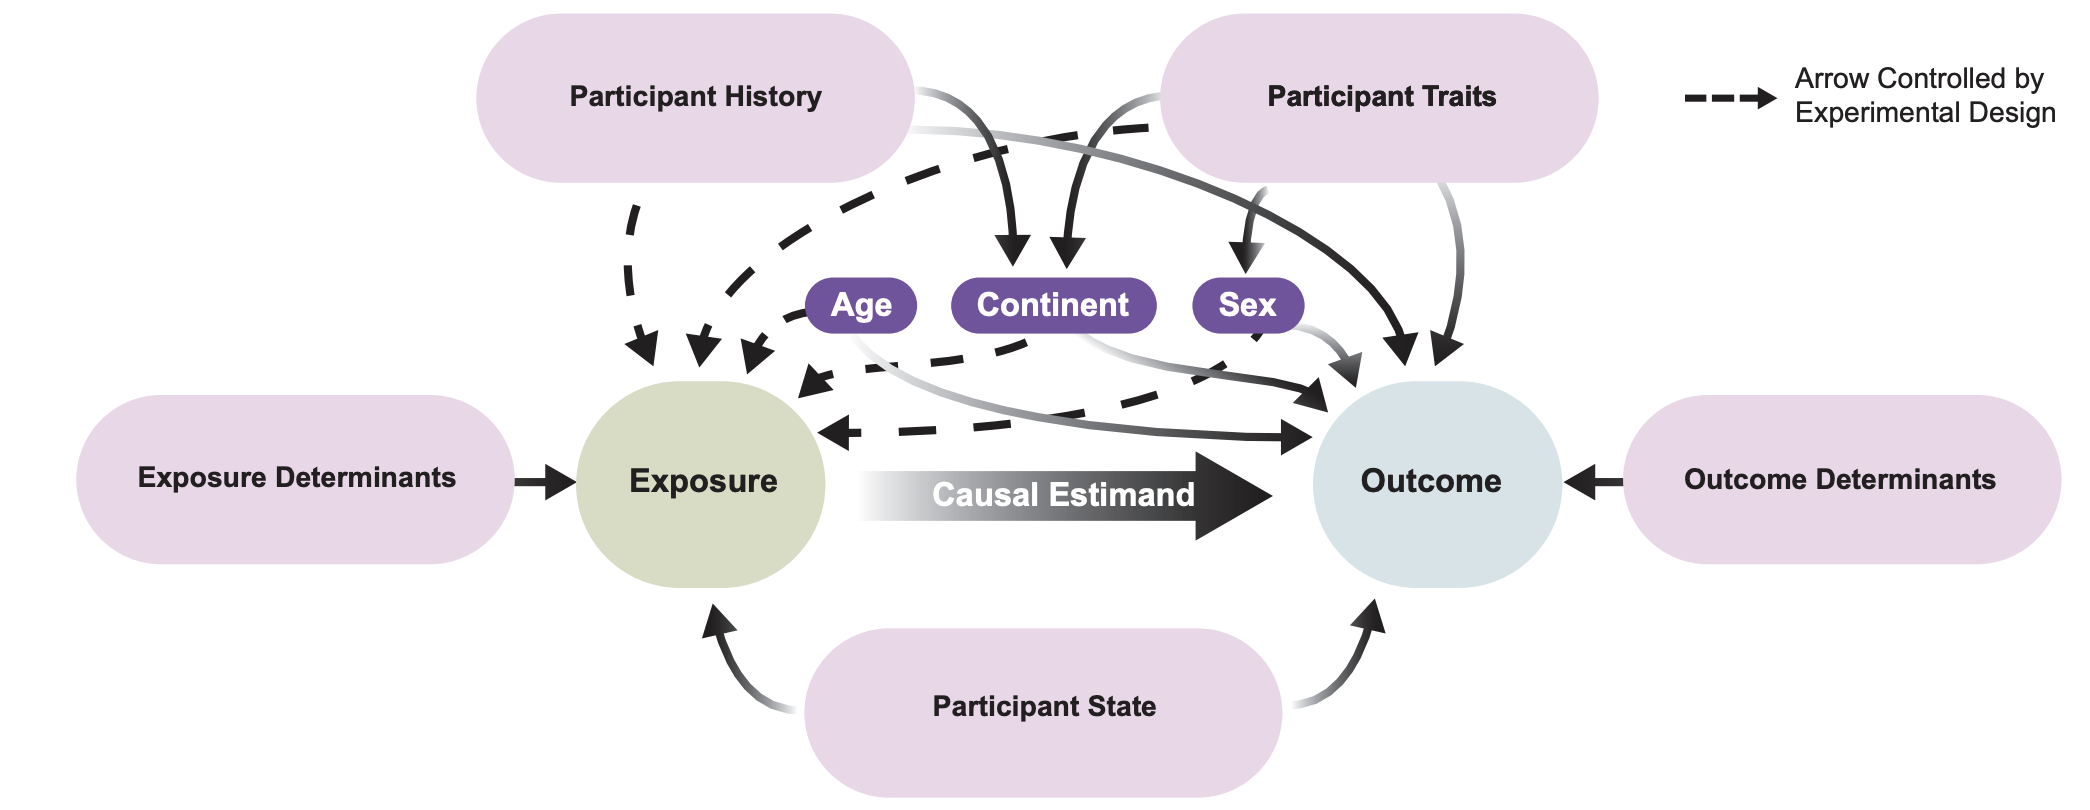 Participant History
Participant Traits
Arrow Controlled by
Experimental Design
Age
Continent
Sex
Exposure Determinants
Exposure
Causal Estimand
Outcome
Outcome Determinants
Participant State